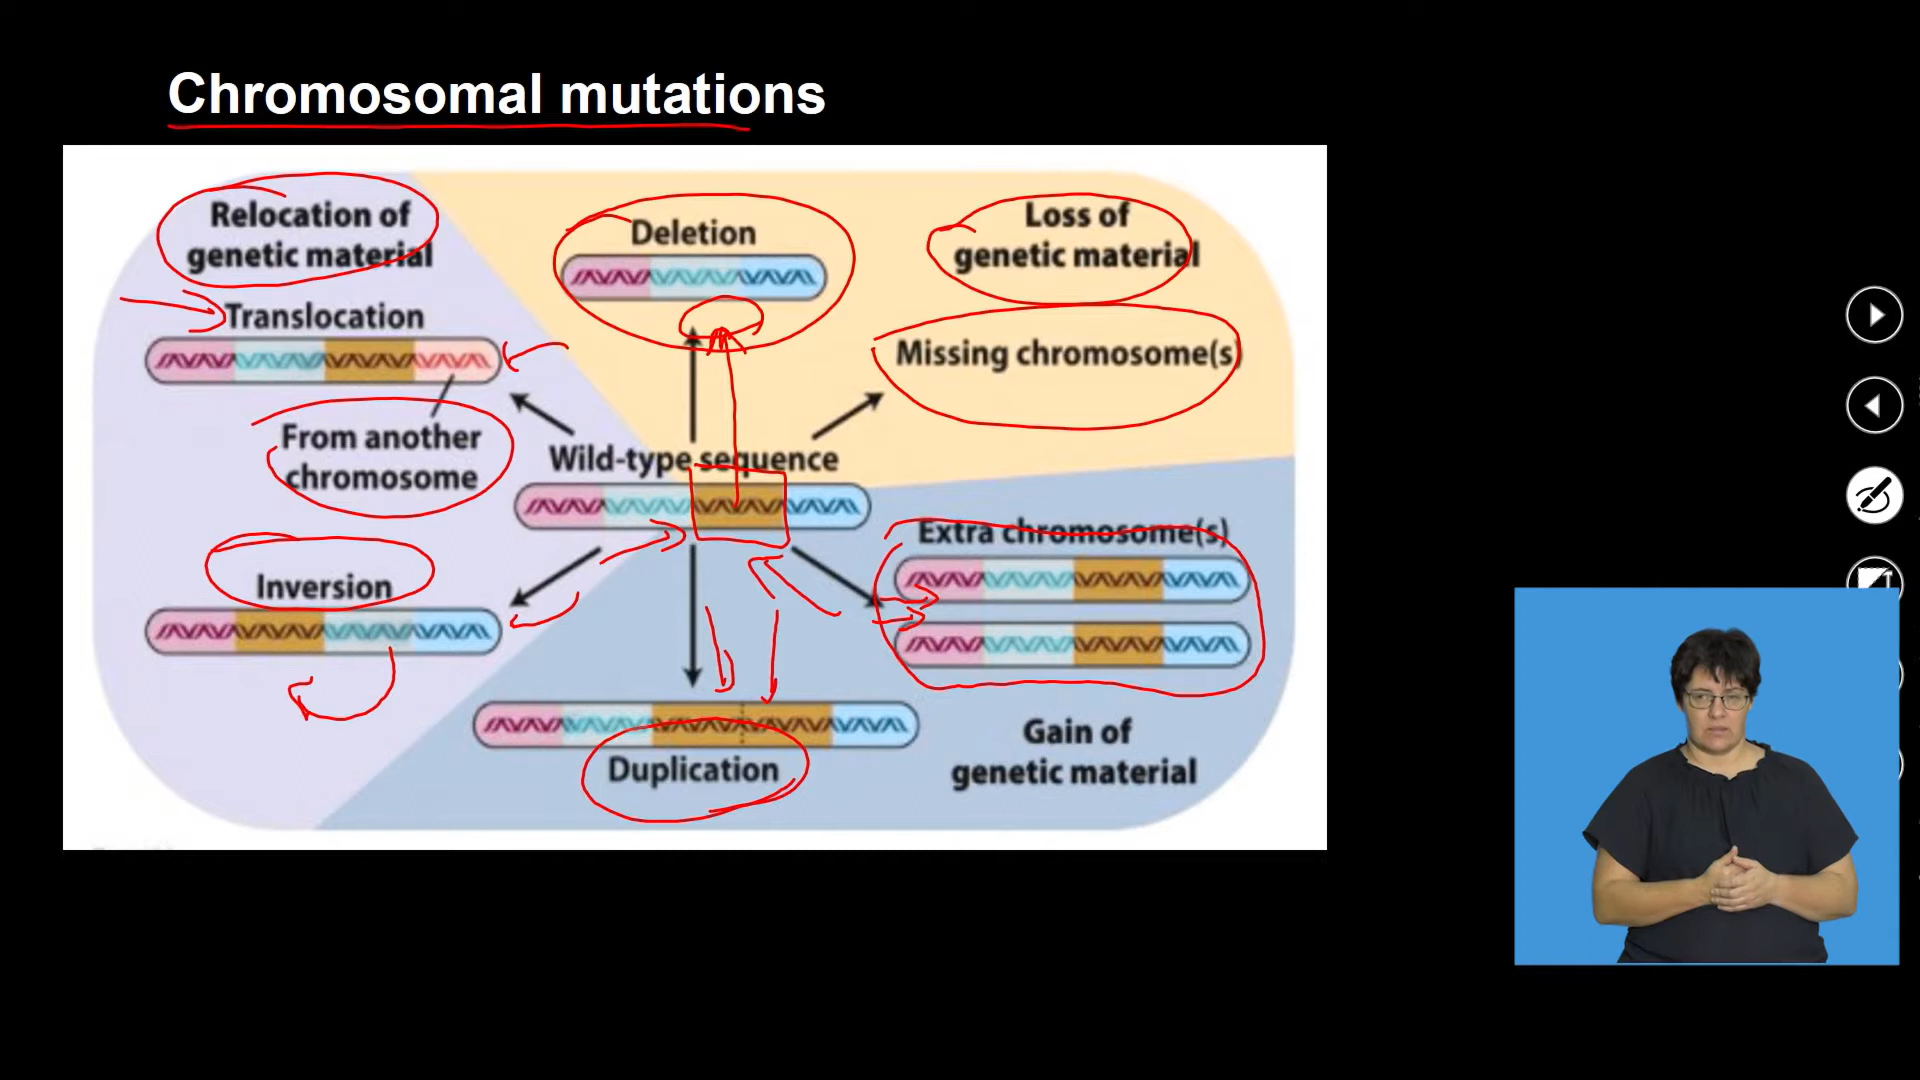 Chromosomal mutations
Relocation of
genetic material
Translocation
From another
chromosome
Inversion
Deletion
Loss of
genetic material
Missing chromosome(s)
Wild-type sequence
Extra chromosome(s)
Duplication
Gain of
genetic material